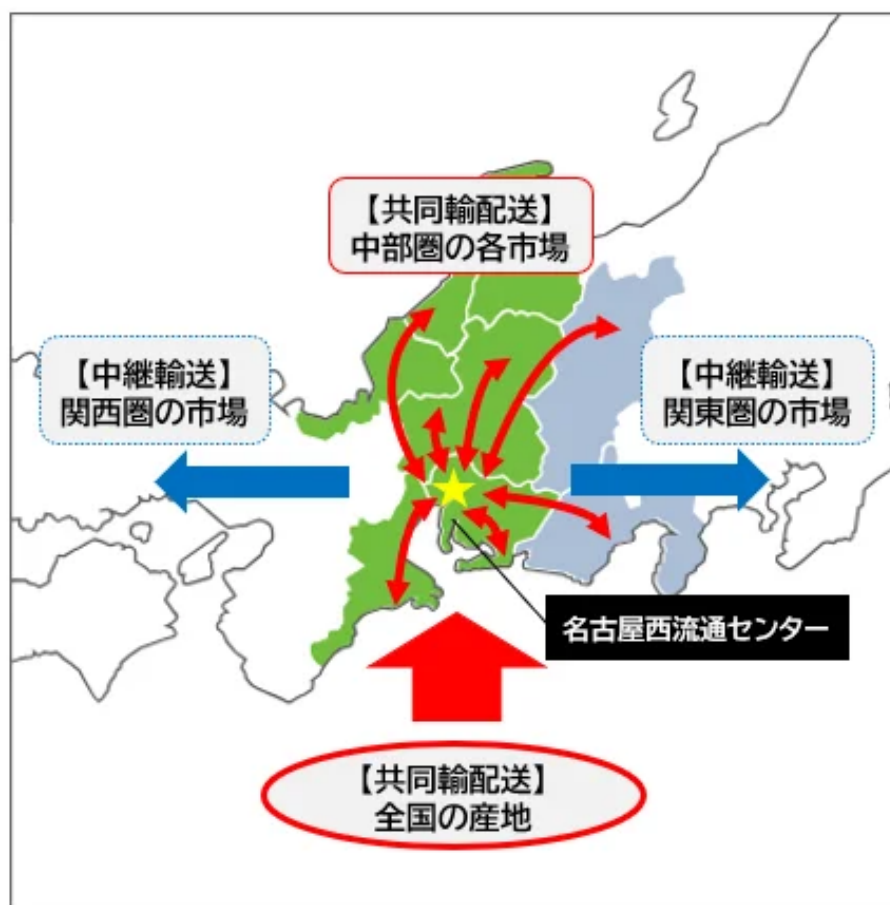 【共同輸配送】
中部圏の各市場
【中継輸送】
関西圏の市場
【中継輸送】
関東圏の市場
名古屋西流通センター
【共同輸配送】
全国の産地